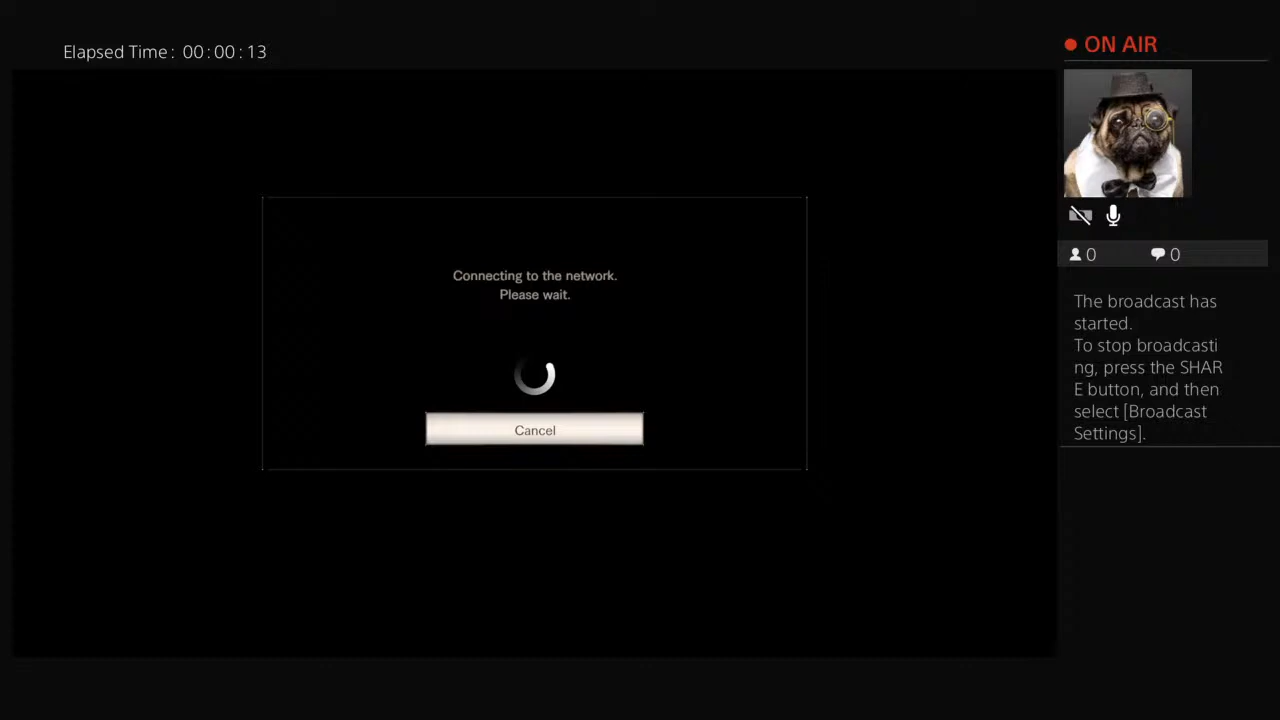 Elapsed Time: 00:00:13
ON AIR
Connecting to the network.
Please wait.
Cancel
0
0
The broadcast has
started.
To stop broadcasti
ng, press the SHAR
E button, and then
select [Broadcast
Settings].